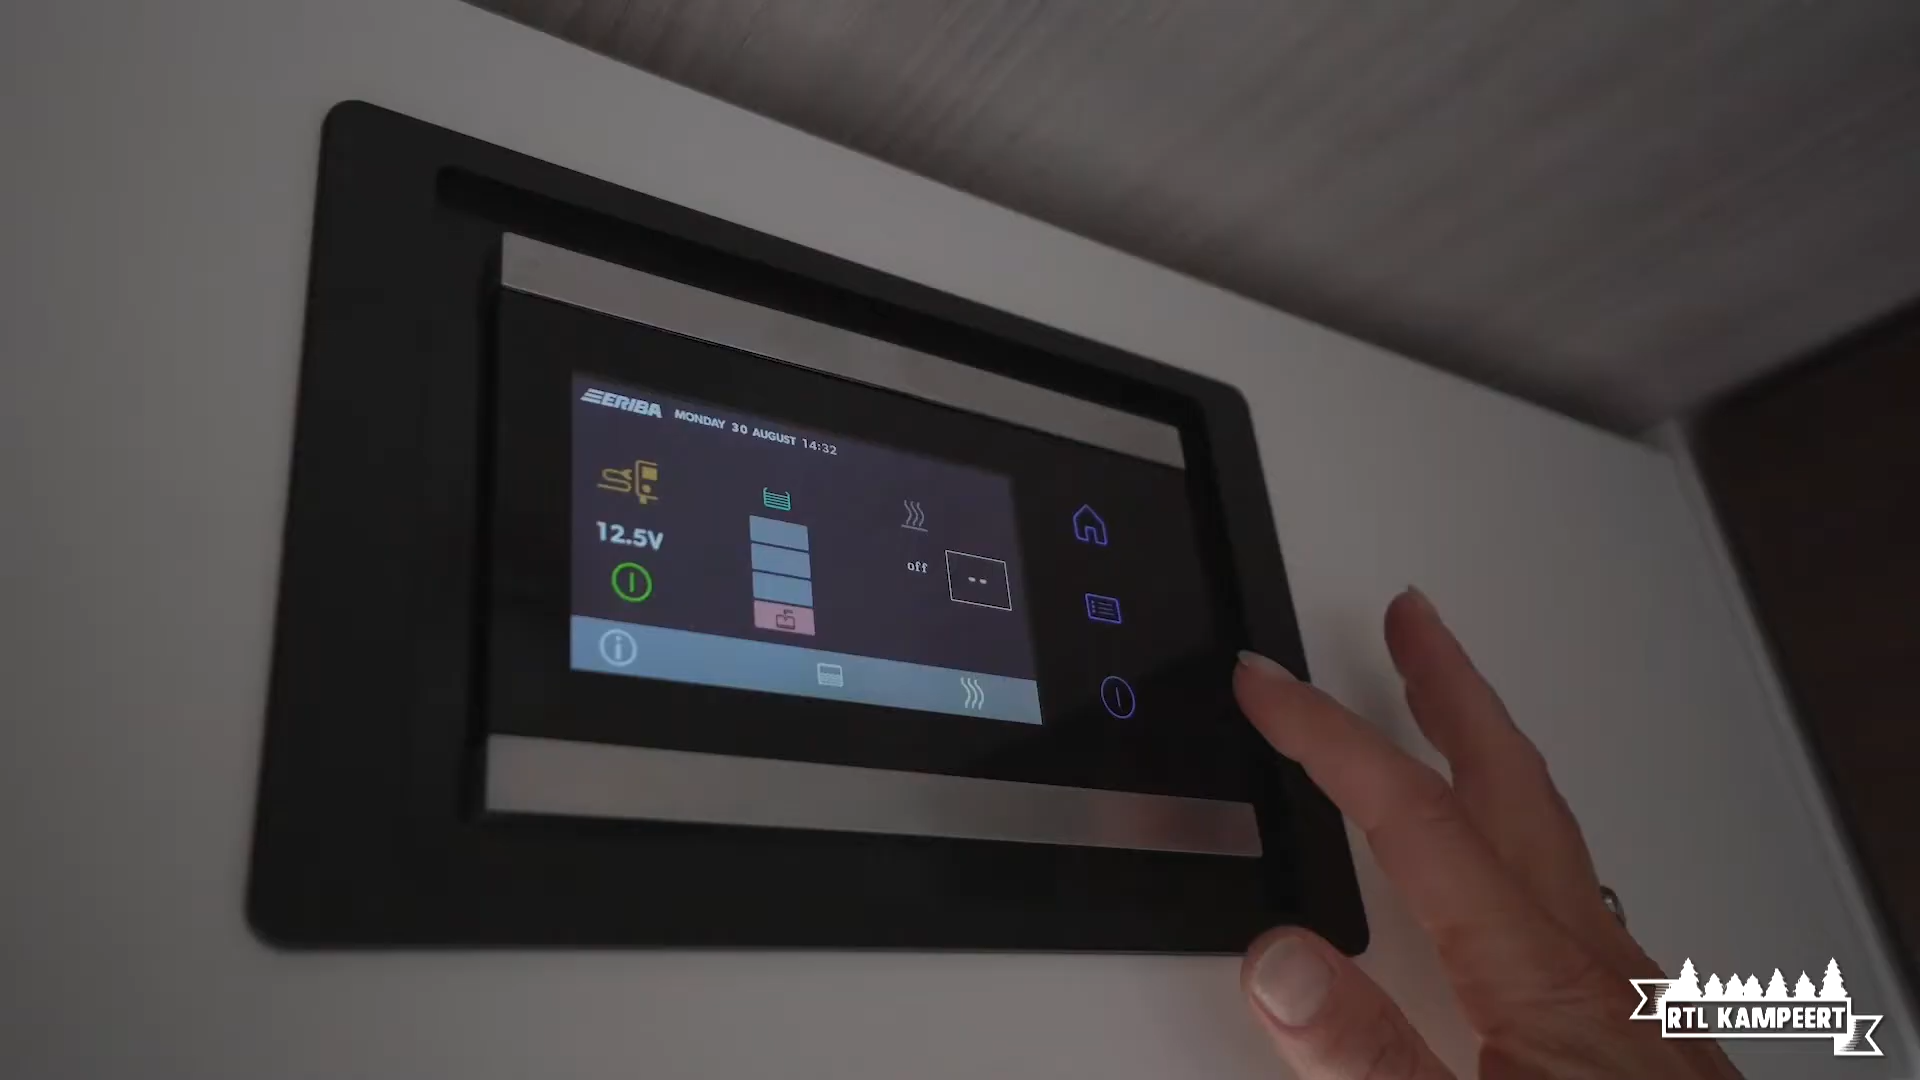 ERIBA MONDAY 30 AUGUST 14:32
12.5V
off
--
RTL KAMPEERT